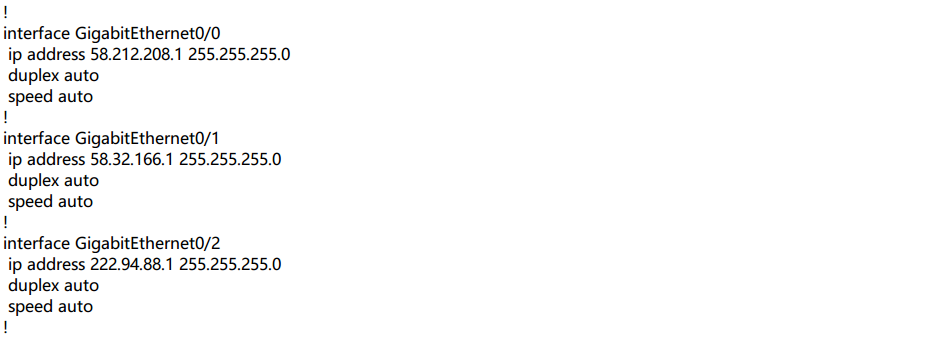 !
interface GigabitEthernet0/0
 ip address 58.212.208.1 255.255.255.0
 duplex auto
 speed auto
!
interface GigabitEthernet0/1
 ip address 58.32.166.1 255.255.255.0
 duplex auto
 speed auto
!
interface GigabitEthernet0/2
 ip address 222.94.88.1 255.255.255.0
 duplex auto
 speed auto
!